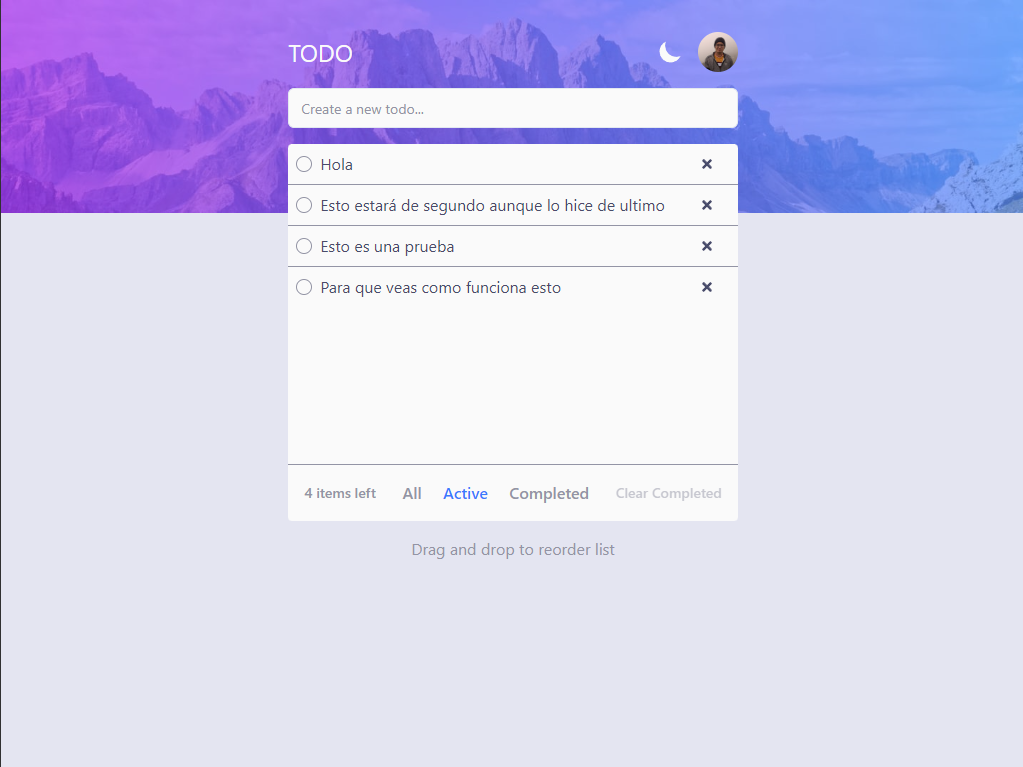 TODO
Create a new todo...
Hola
Esto estará de segundo aunque lo hice de ultimo
Esto es una prueba
Para que veas como funciona esto
4 items left All Active Completed Clear Completed
Drag and drop to reorder list